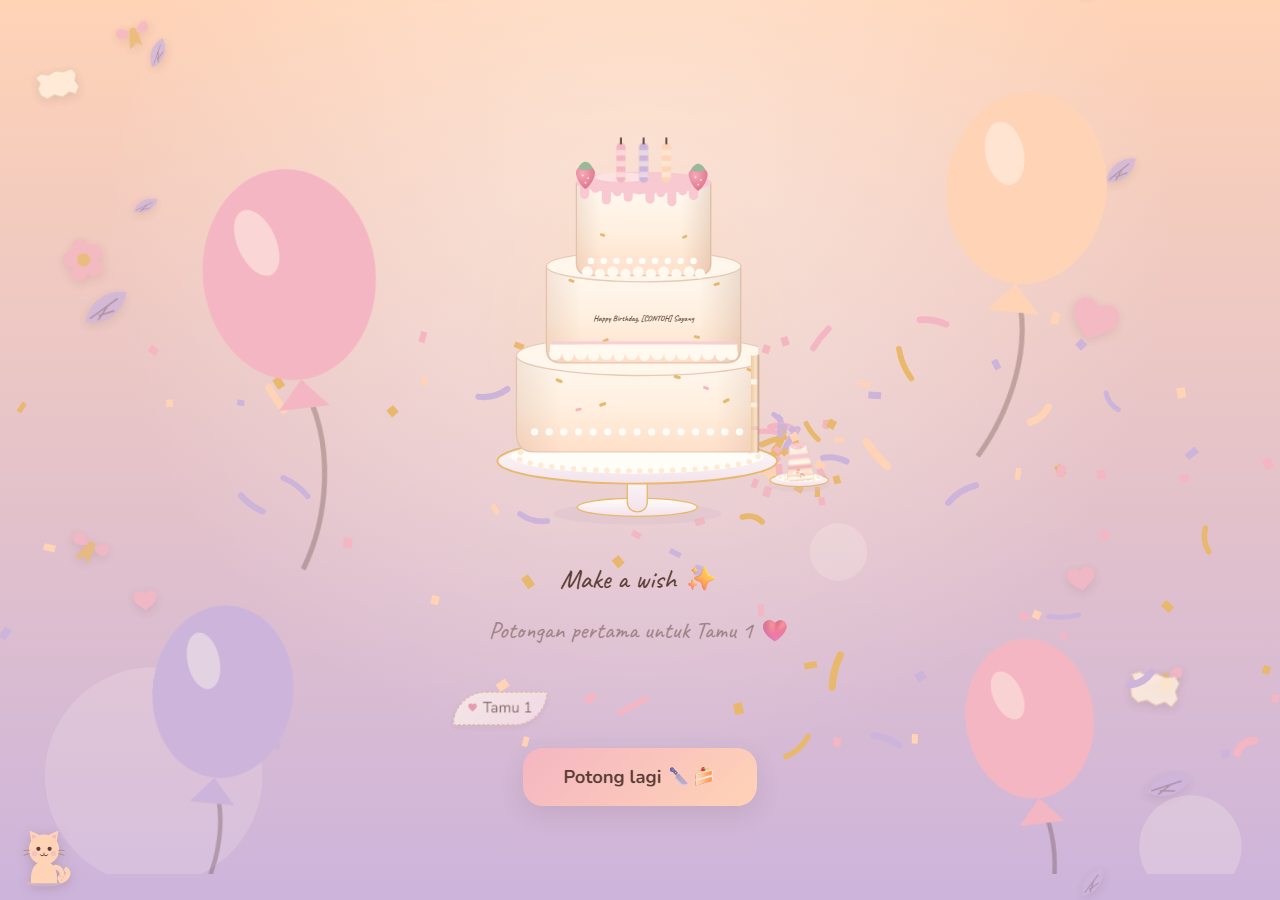 Happy Birthday, [CONTOH] Sayang
Make a wish ✨
Potongan pertama untuk Tamu 1 💗
Tamu 1
Potong lagi 🔪🍰